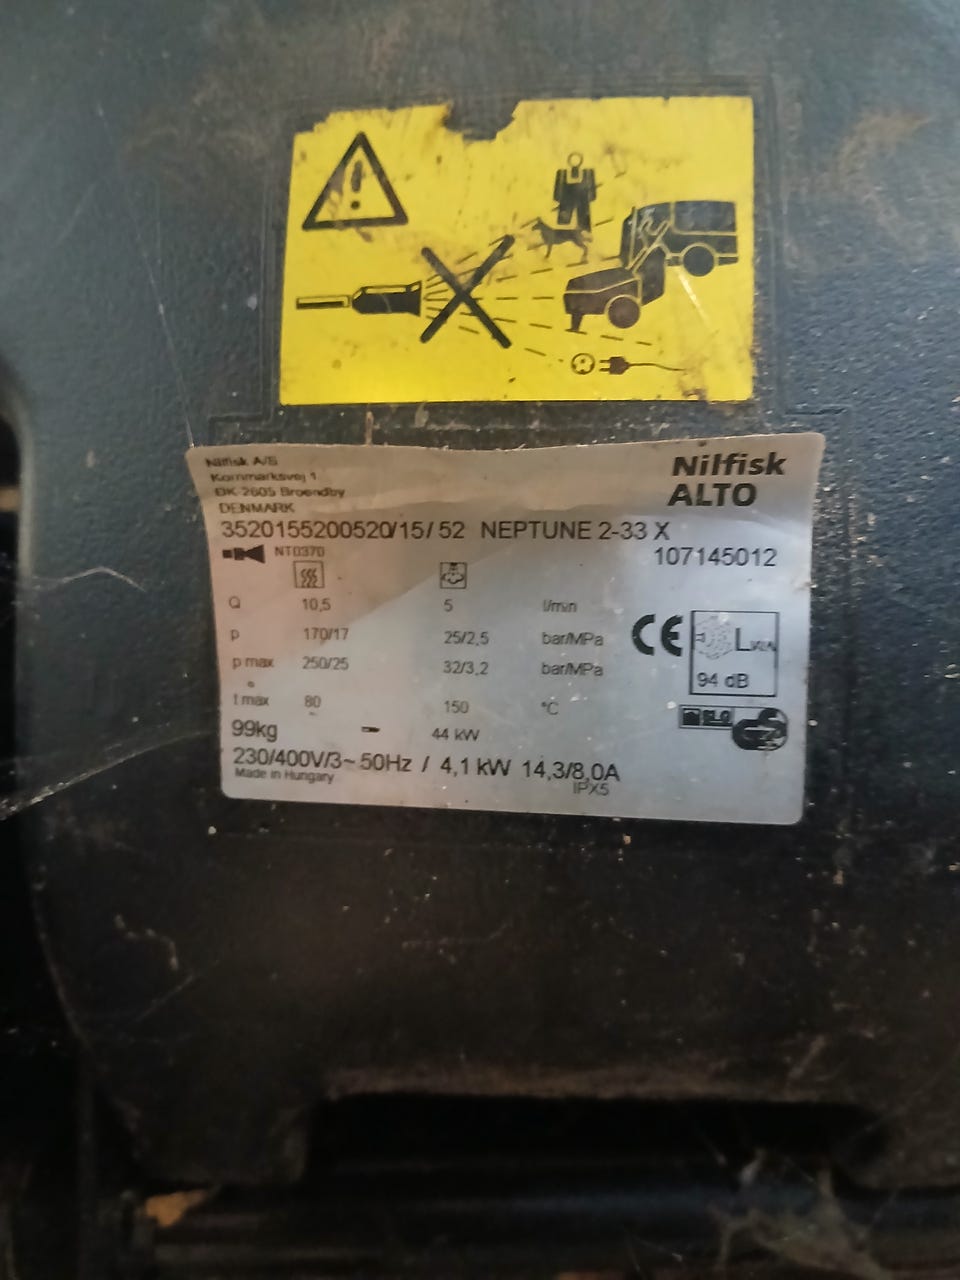 Nilfisk A/S
Kornmarksvej 1
DK-2605 Broendby
DENMARK
Nilfisk
ALTO
3520155200520/15/ 52 NEPTUNE 2-33 X
NT0370
107145012
Q 10,5 5 l/min
p 170/17 25/2,5 bar/MPa
p max 250/25 32/3,2 bar/MPa
t max 80 150 °C
CE
LWA
94 dB
99kg 44 kW
230/400V/3~ 50Hz / 4,1 kW 14,3/8,0A
Made in Hungary
IPX5